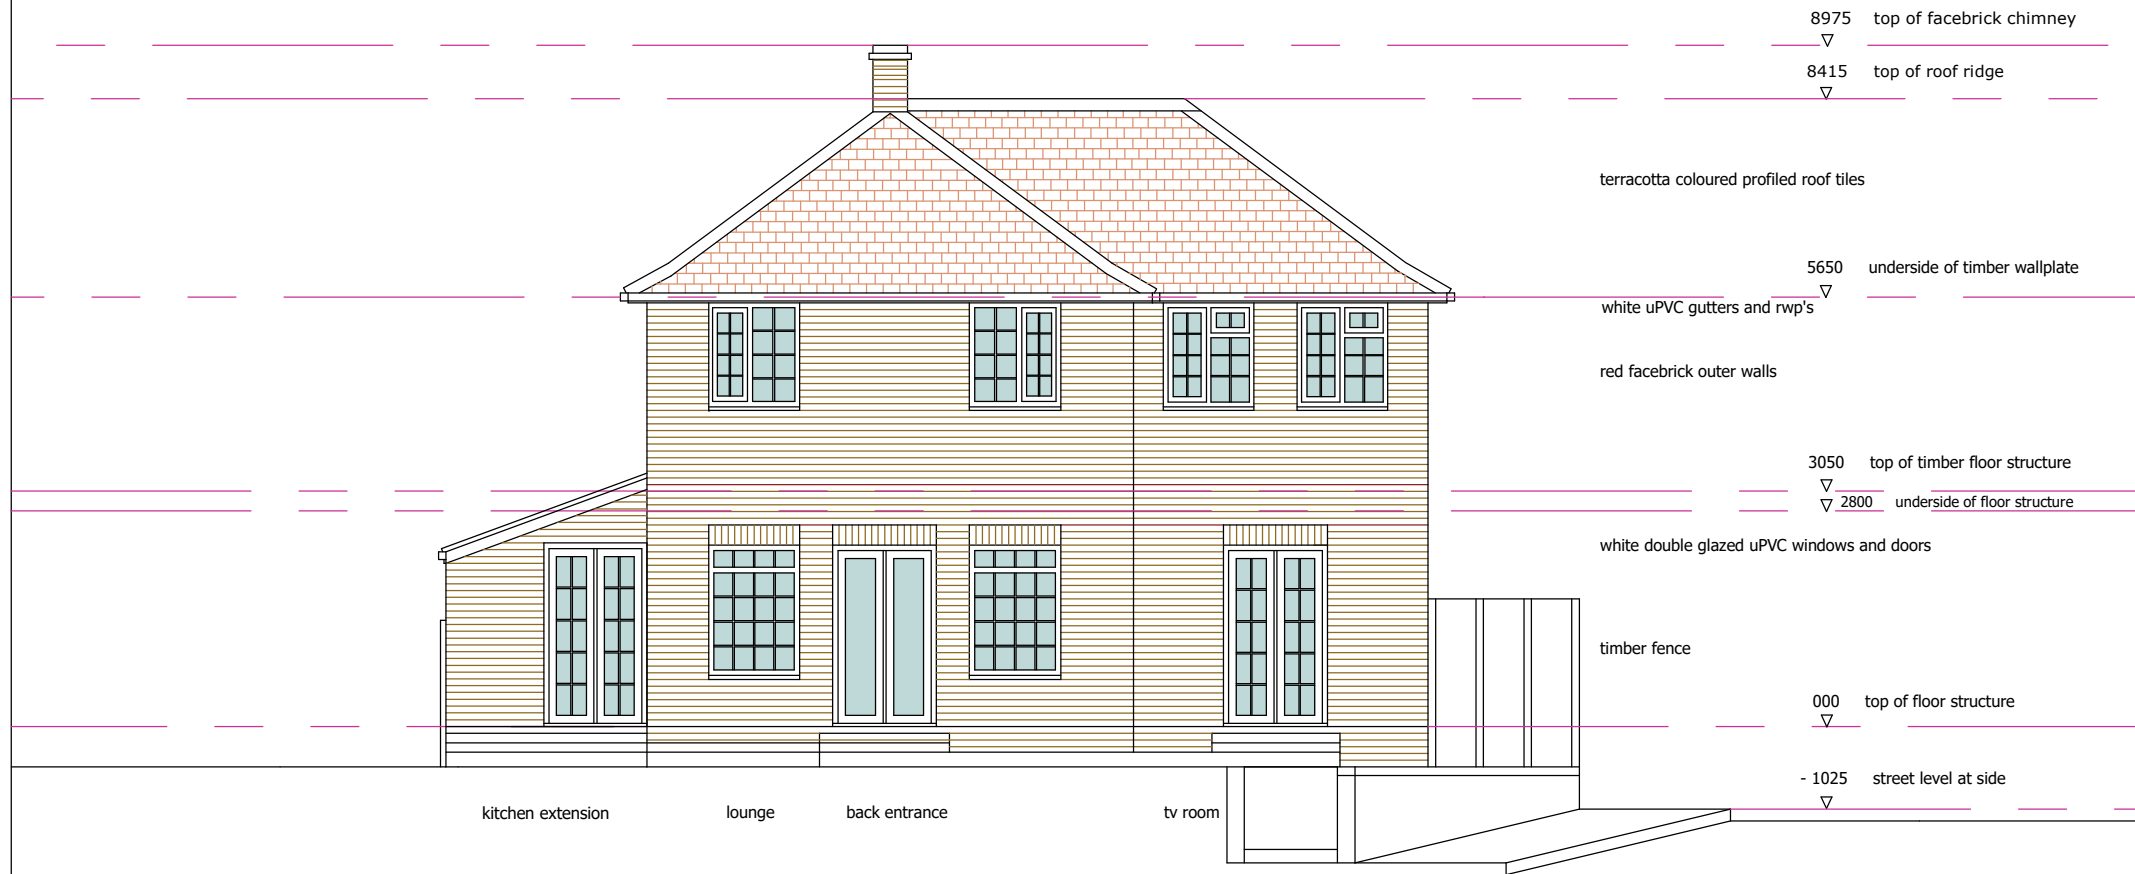 8975 top of facebrick chimney
8415 top of roof ridge
terracotta coloured profiled roof tiles
5650 underside of timber wallplate
white uPVC gutters and rwp's
red facebrick outer walls
3050 top of timber floor structure
2800 underside of floor structure
white double glazed uPVC windows and doors
timber fence
000 top of floor structure
- 1025 street level at side
kitchen extension lounge back entrance tv room